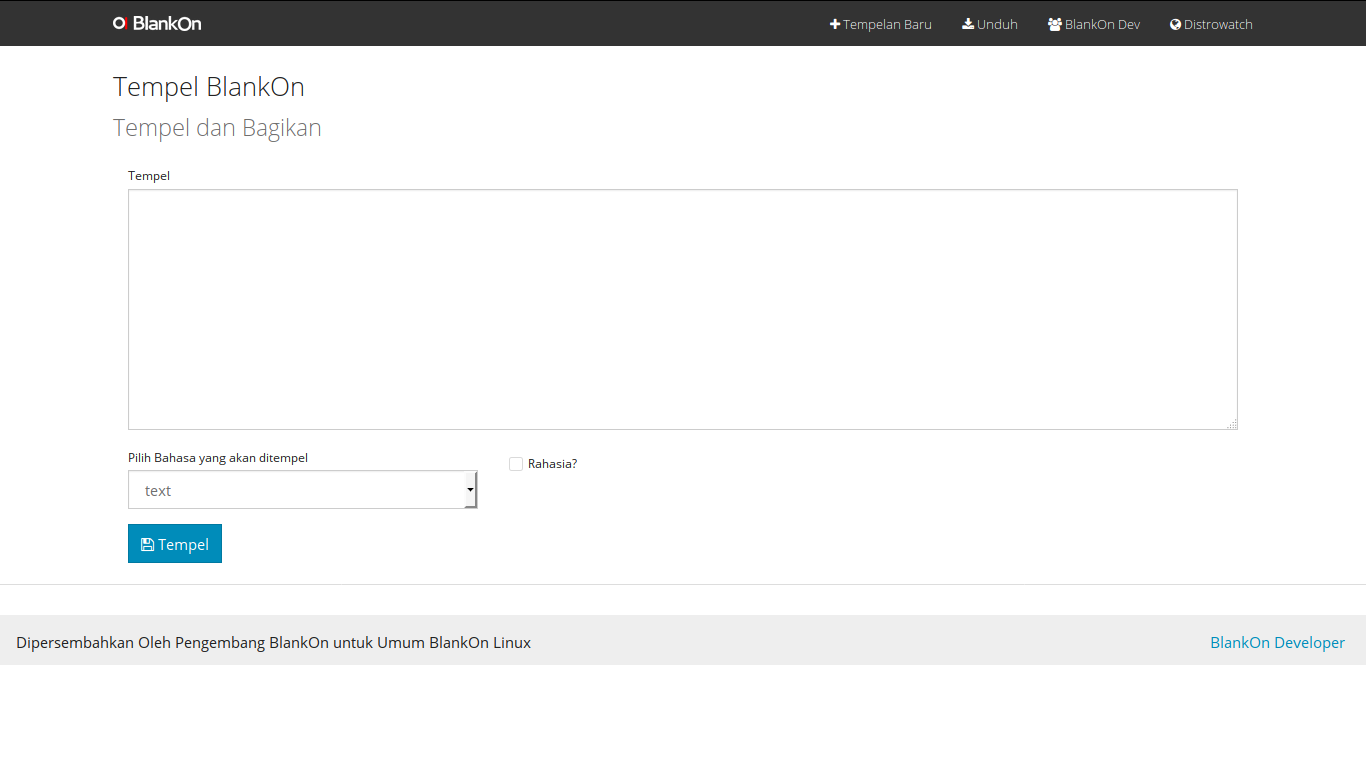 BlankOn
Tempelan Baru
Unduh
BlankOn Dev
Distrowatch
Tempel BlankOn
Tempel dan Bagikan
Tempel
Pilih Bahasa yang akan ditempel
Rahasia?
text
Tempel
Dipersembahkan Oleh Pengembang BlankOn untuk Umum BlankOn Linux
BlankOn Developer